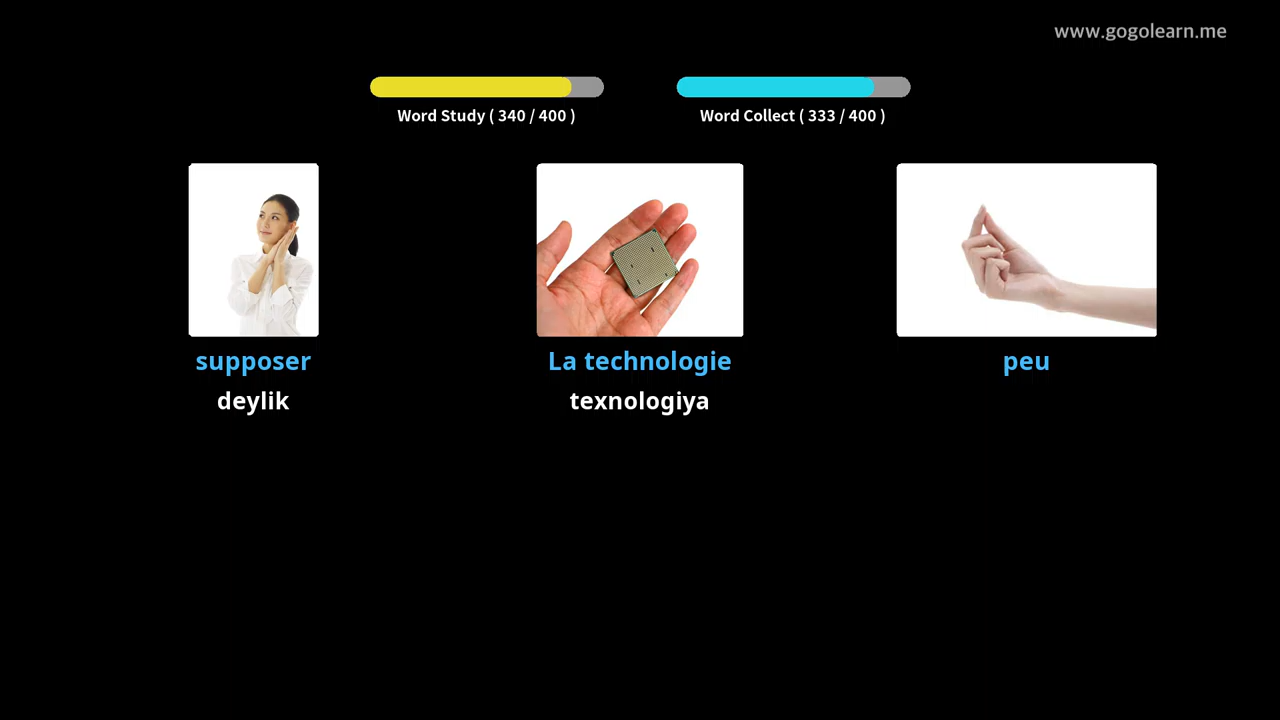 www.gogolearn.me
Word Study ( 340 / 400 )
Word Collect ( 333 / 400 )
supposer
La technologie
peu
deylik
texnologiya